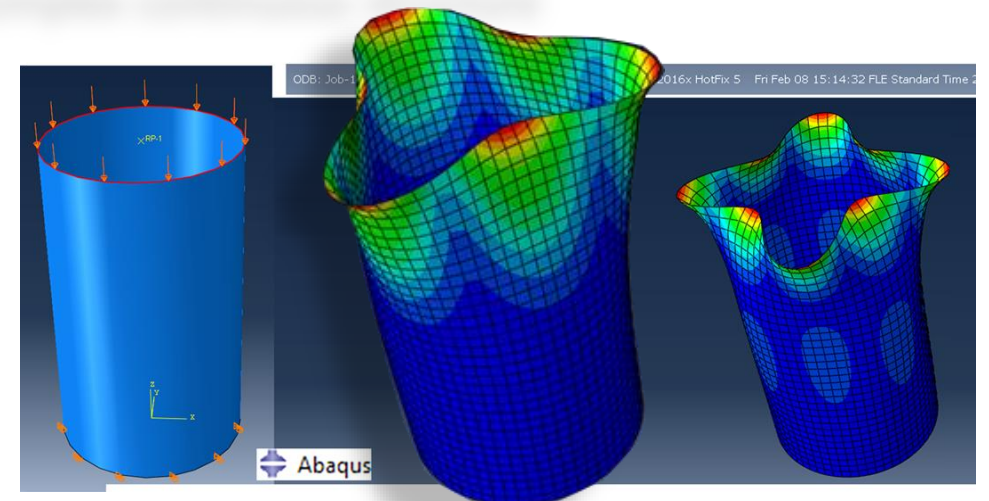 ODB: Job-1
2016x HotFix 5 Fri Feb 08 15:14:32 FLE Standard Time 2
RP-1
Z
Y
X
Abaqus